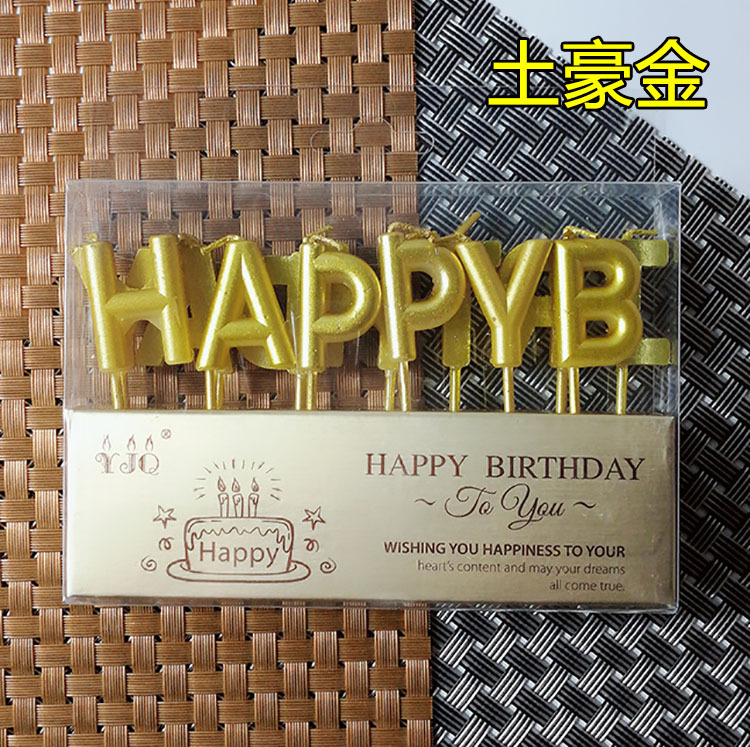 土豪金
HAPPYB
YJQ®
Happy
HAPPY BIRTHDAY
~ To You ~
WISHING YOU HAPPINESS TO YOUR
heart's content and may your dreams
all come true.